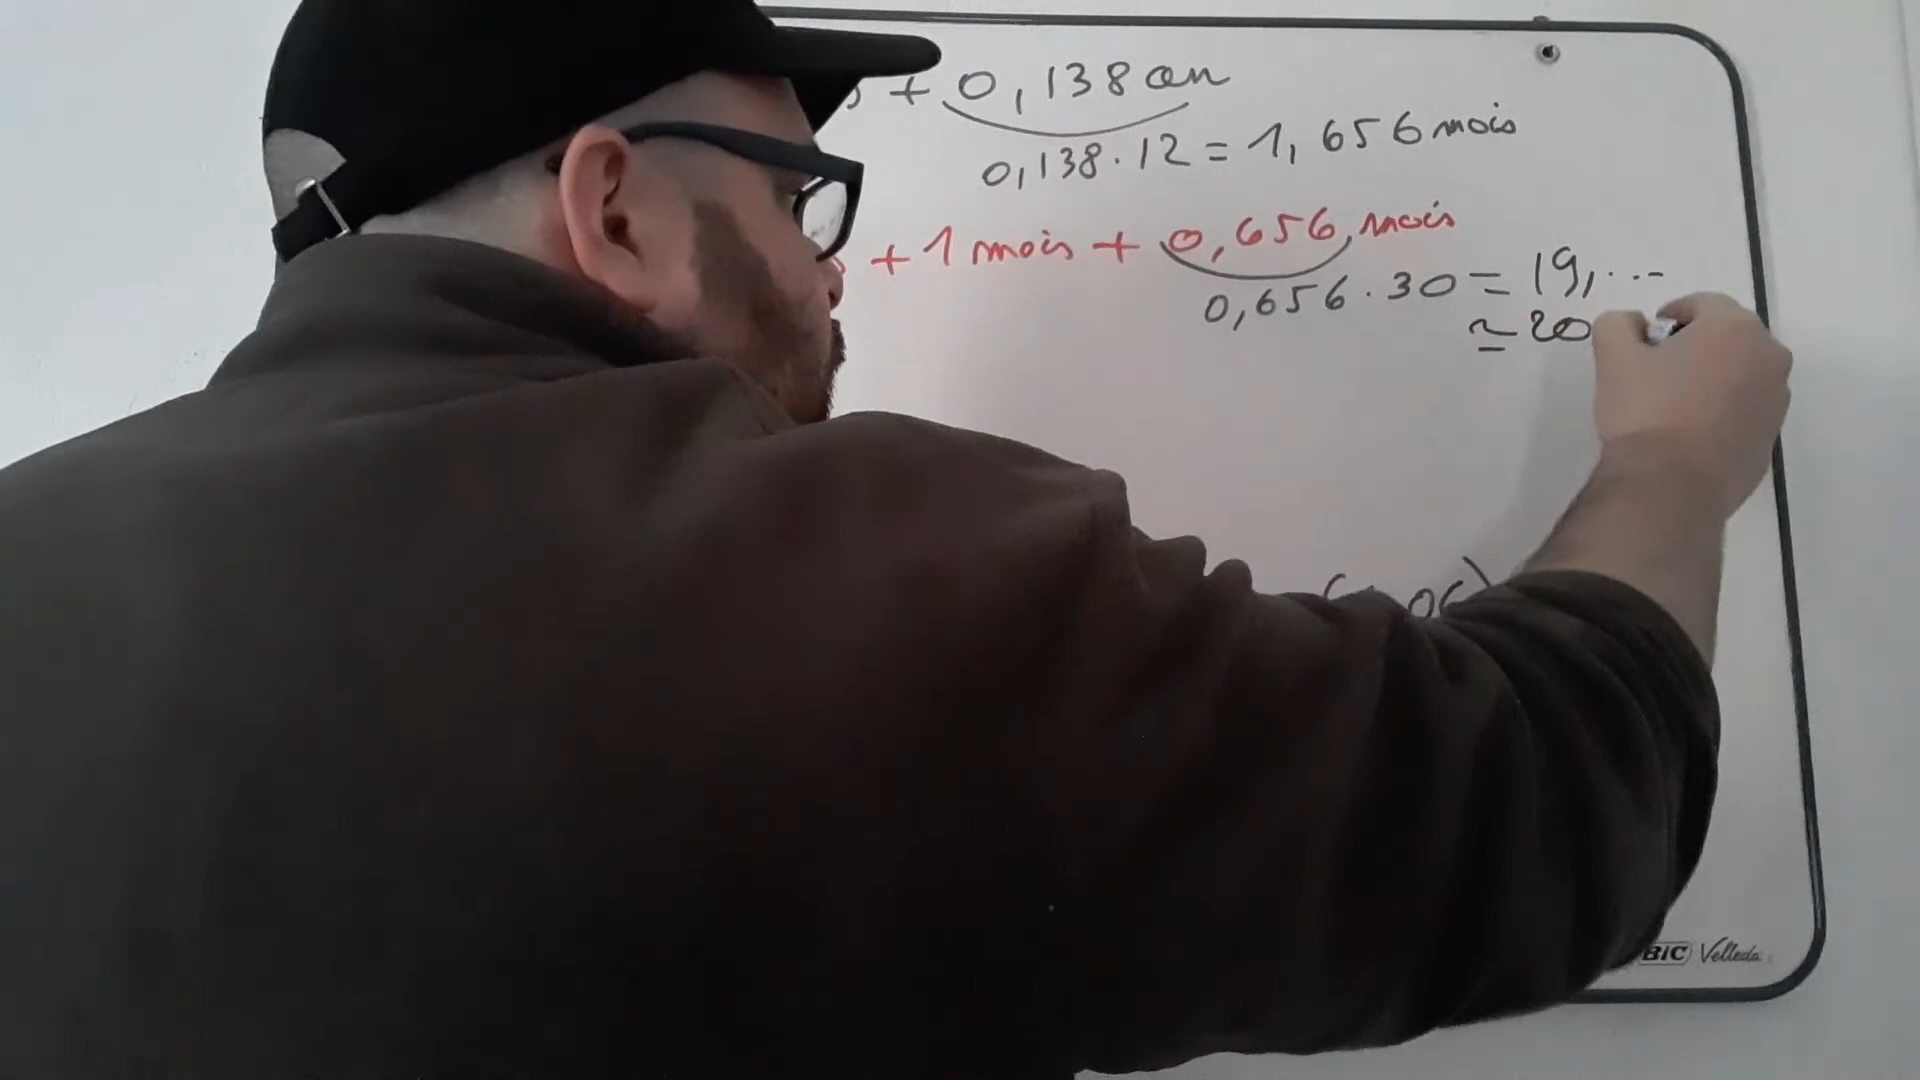 + 0,138 an
0,138 . 12 = 1,656 mois
+ 1 mois + 0,656 mois
0,656 . 30 = 19,...
≃ 20
BIC Velleda